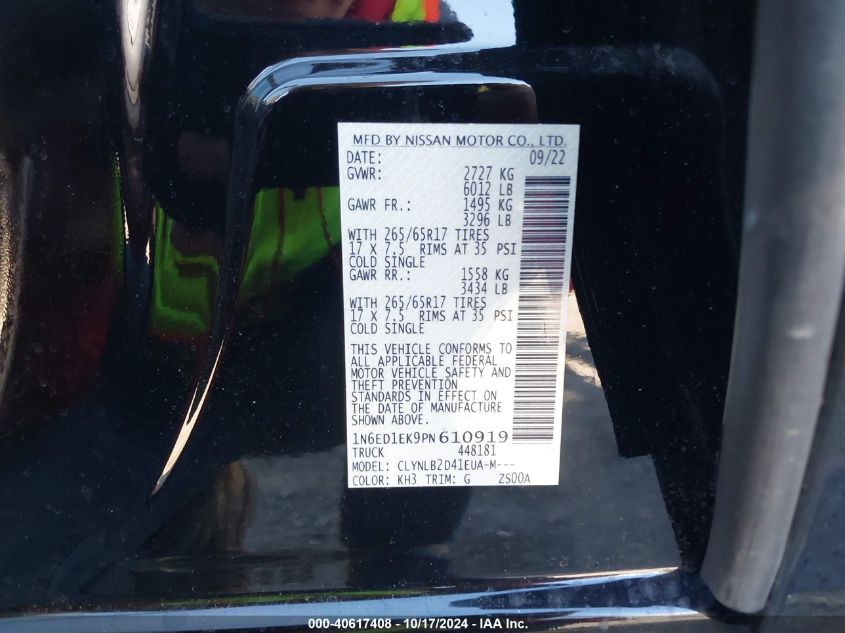 MFD BY NISSAN MOTOR CO., LTD.
DATE: 09/22
GVWR: 2727 KG
6012 LB
GAWR FR.: 1495 KG
3296 LB
WITH 265/65R17 TIRES
17 X 7.5 RIMS AT 35 PSI
COLD SINGLE
GAWR RR.: 1558 KG
3434 LB
WITH 265/65R17 TIRES
17 X 7.5 RIMS AT 35 PSI
COLD SINGLE
THIS VEHICLE CONFORMS TO
ALL APPLICABLE FEDERAL
MOTOR VEHICLE SAFETY AND
THEFT PREVENTION
STANDARDS IN EFFECT ON
THE DATE OF MANUFACTURE
SHOWN ABOVE.
1N6ED1EK9PN610919
TRUCK 448181
MODEL: CLYNLB2D41EUA-M---
COLOR: KH3 TRIM: G ZS00A
000-40617408 - 10/17/2024 - IAA Inc.